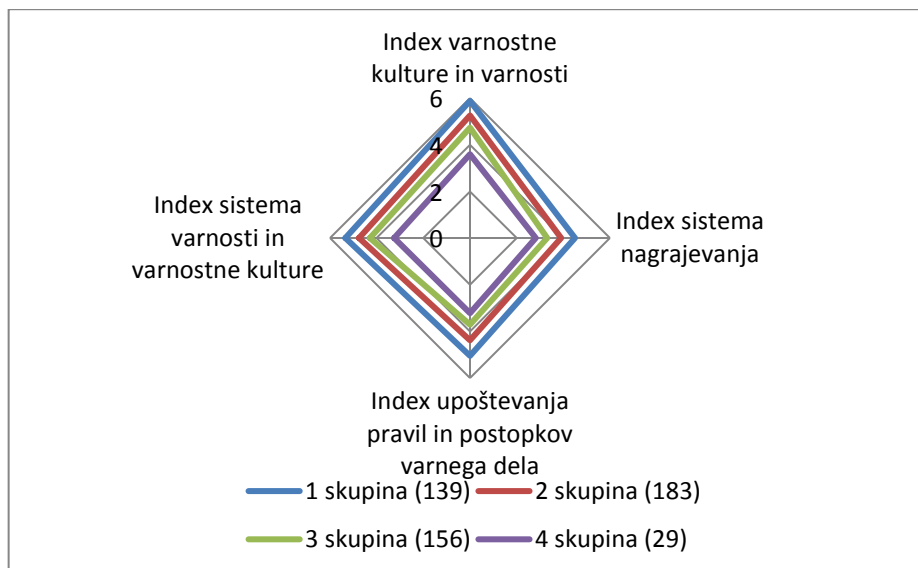 Index varnostne
kulture in varnosti
6
4
2
0
Index sistema
varnosti in
varnostne kulture
Index sistema
nagrajevanja
Index upoštevanja
pravil in postopkov
varnega dela
1 skupina (139)
2 skupina (183)
3 skupina (156)
4 skupina (29)